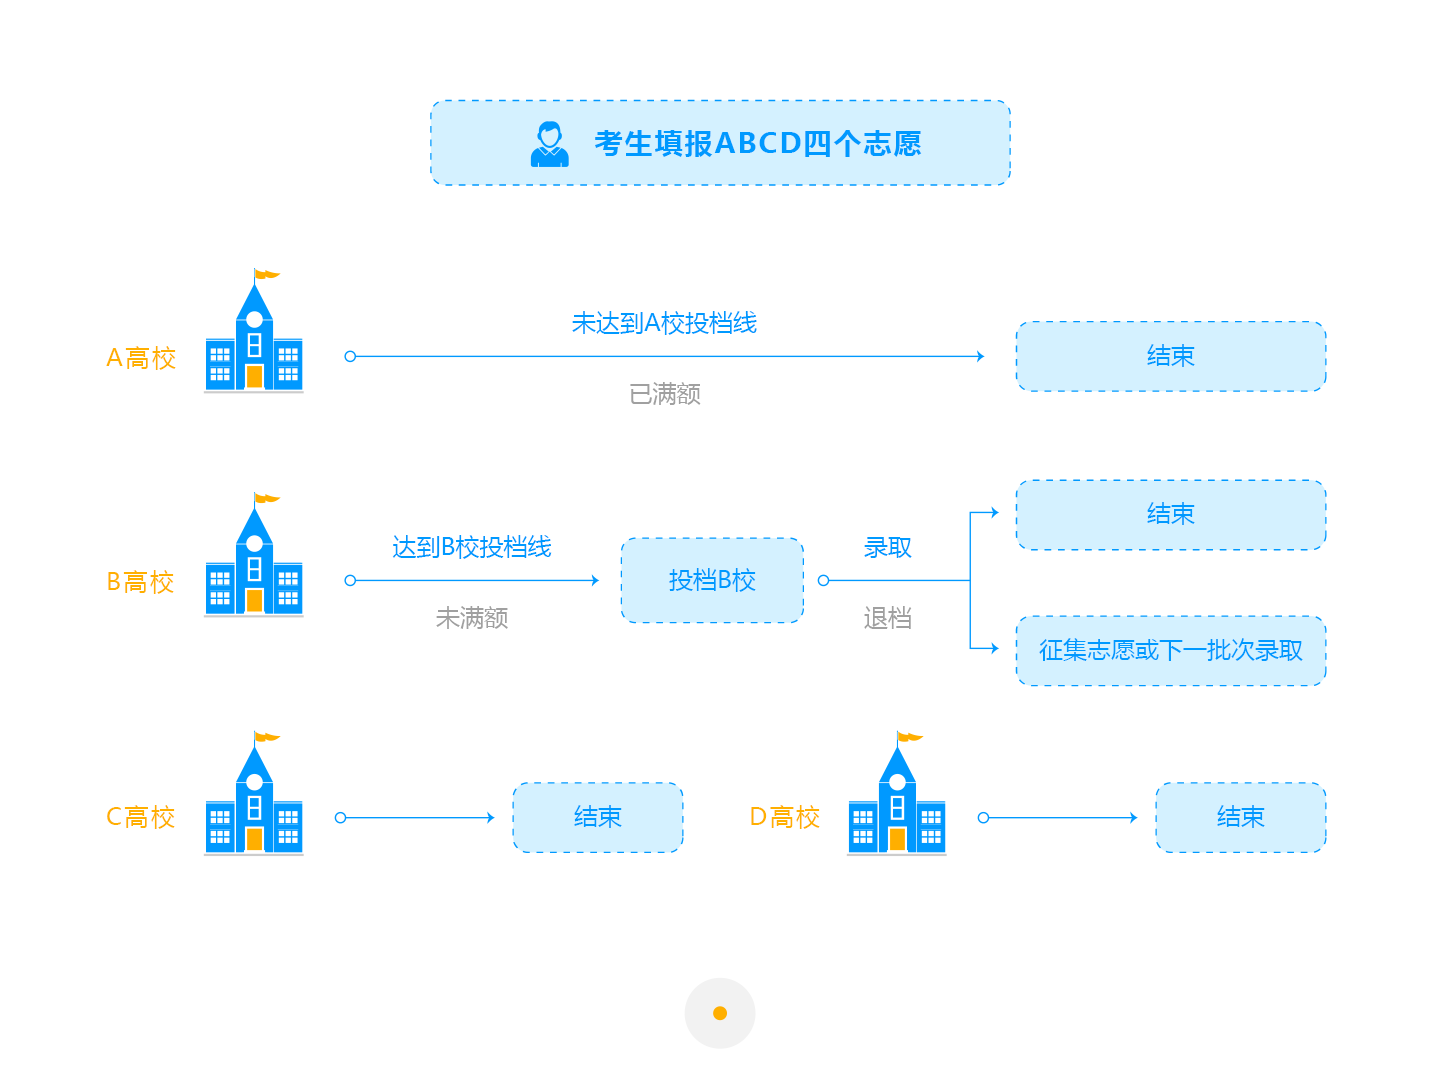 考生填报ABCD四个志愿
A高校
未达到A校投档线
已满额
结束
B高校
达到B校投档线
未满额
投档B校
录取
退档
结束
征集志愿或下一批次录取
C高校
结束
D高校
结束